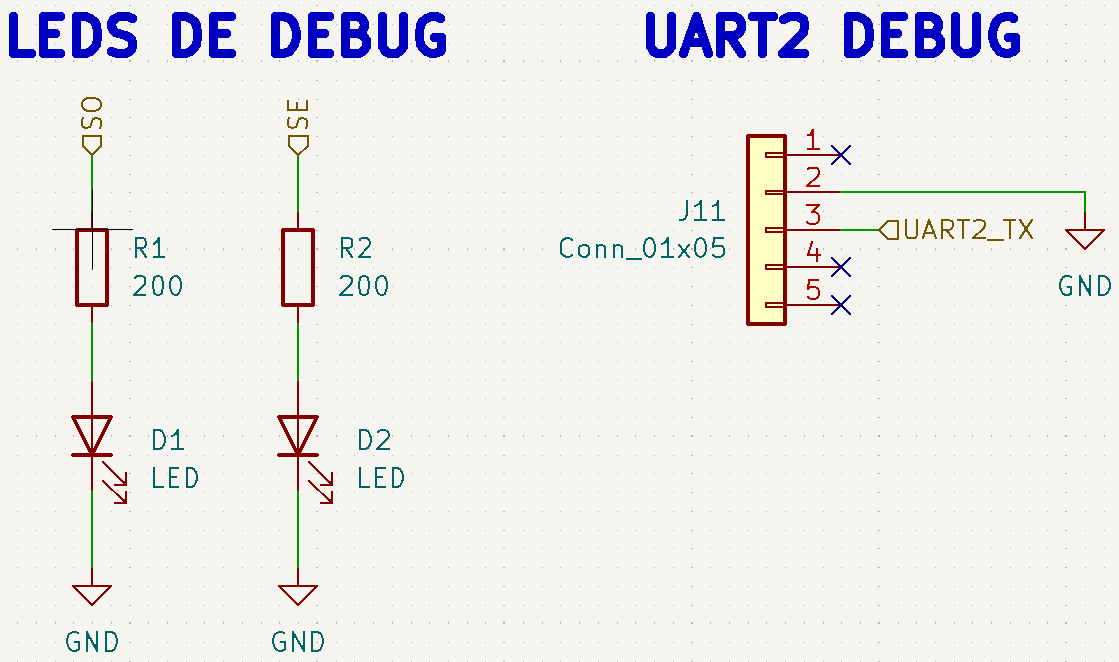 LEDS DE DEBUG
SO
SE
R1
200
R2
200
D1
LED
D2
LED
GND
GND
UART2 DEBUG
J11
Conn_01x05
1
2
3
4
5
UART2_TX
GND